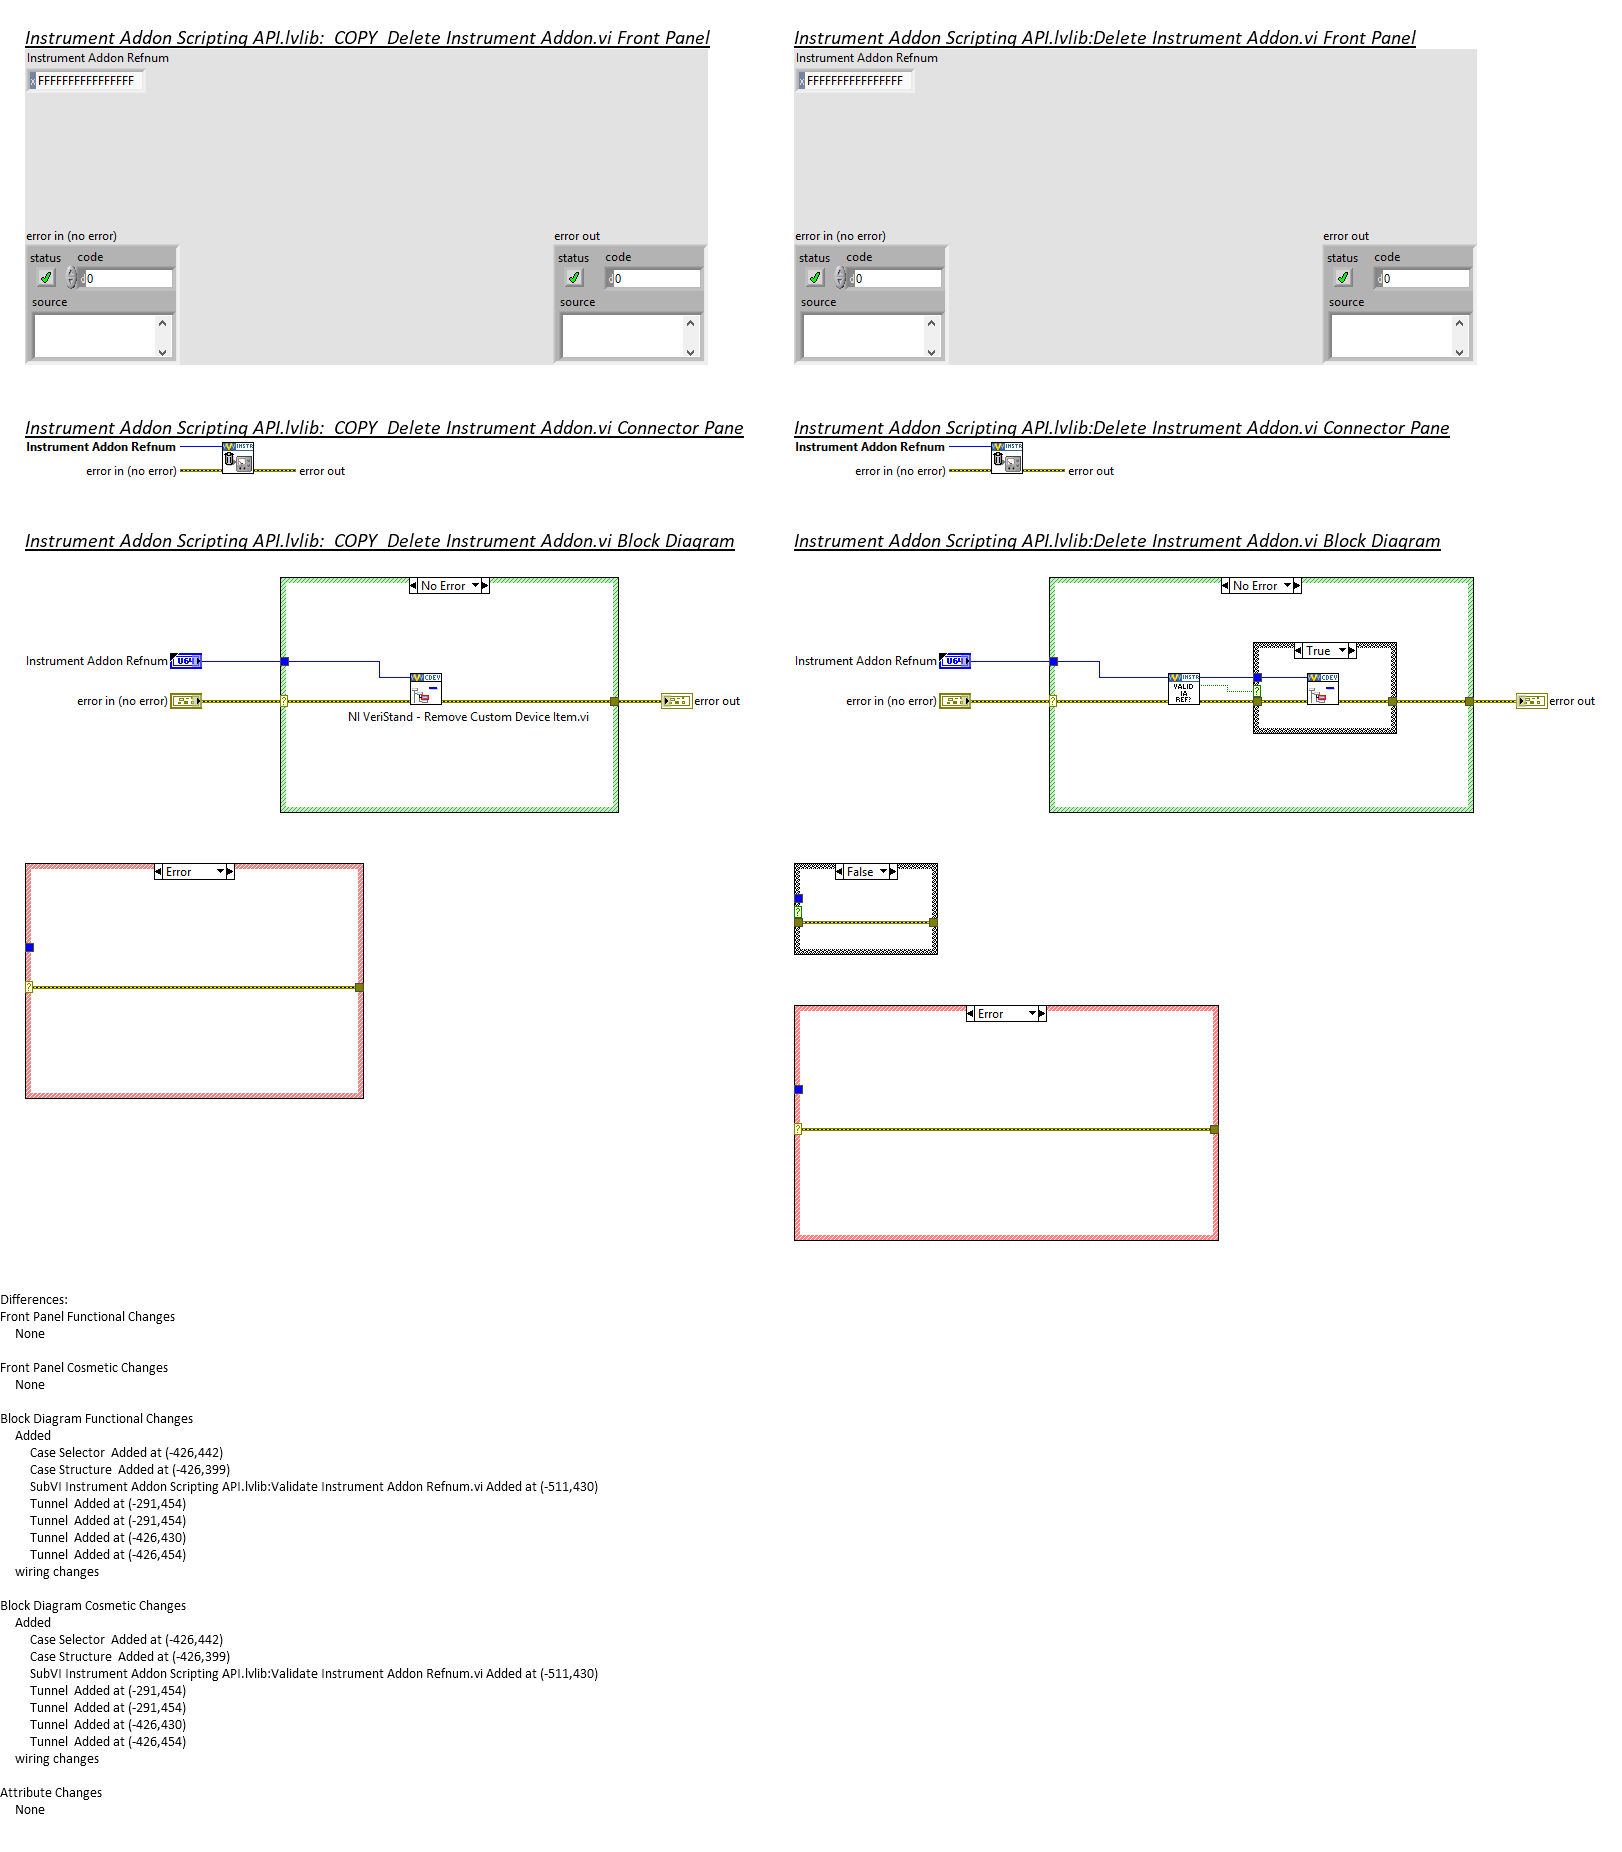 Instrument Addon Scripting API.lvlib:  COPY  Delete Instrument Addon.vi Front Panel
Instrument Addon Refnum
x FFFFFFFFFFFFFFFF
error in (no error)
error out
status code
d 0
source
status code
d 0
source
Instrument Addon Scripting API.lvlib:Delete Instrument Addon.vi Front Panel
Instrument Addon Refnum
x FFFFFFFFFFFFFFFF
error in (no error)
error out
status code
d 0
source
status code
d 0
source
Instrument Addon Scripting API.lvlib:  COPY  Delete Instrument Addon.vi Connector Pane
Instrument Addon Refnum
INSTR
error in (no error)
error out
Instrument Addon Scripting API.lvlib:Delete Instrument Addon.vi Connector Pane
Instrument Addon Refnum
INSTR
error in (no error)
error out
Instrument Addon Scripting API.lvlib:  COPY  Delete Instrument Addon.vi Block Diagram
No Error
Instrument Addon Refnum
U64
CDEV
error in (no error)
?
error out
NI VeriStand - Remove Custom Device Item.vi
Error
?
Instrument Addon Scripting API.lvlib:Delete Instrument Addon.vi Block Diagram
No Error
True
Instrument Addon Refnum
U64
INSTR
VALID
IA
REF?
CDEV
?
error in (no error)
?
error out
False
?
Error
?
Differences:
Front Panel Functional Changes
None
Front Panel Cosmetic Changes
None
Block Diagram Functional Changes
Added
Case Selector  Added at (-426,442)
Case Structure  Added at (-426,399)
SubVI Instrument Addon Scripting API.lvlib:Validate Instrument Addon Refnum.vi Added at (-511,430)
Tunnel  Added at (-291,454)
Tunnel  Added at (-291,454)
Tunnel  Added at (-426,430)
Tunnel  Added at (-426,454)
wiring changes
Block Diagram Cosmetic Changes
Added
Case Selector  Added at (-426,442)
Case Structure  Added at (-426,399)
SubVI Instrument Addon Scripting API.lvlib:Validate Instrument Addon Refnum.vi Added at (-511,430)
Tunnel  Added at (-291,454)
Tunnel  Added at (-291,454)
Tunnel  Added at (-426,430)
Tunnel  Added at (-426,454)
wiring changes
Attribute Changes
None